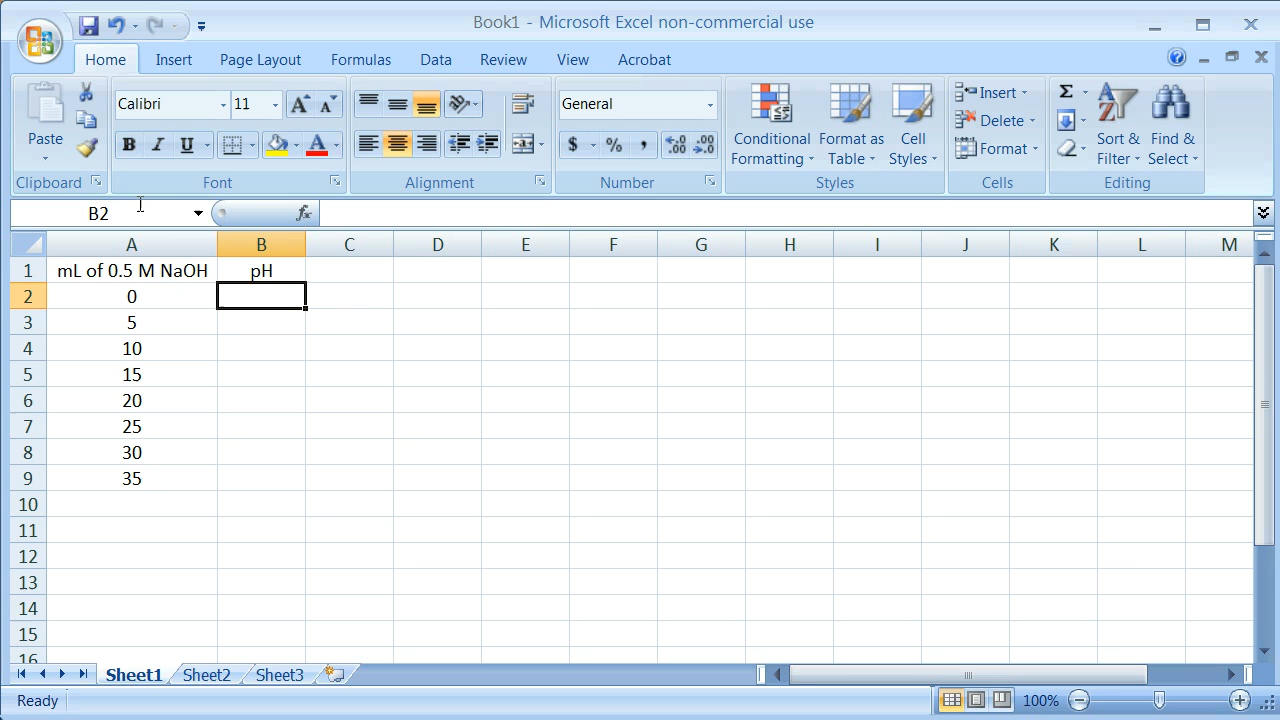 Book1 - Microsoft Excel non-commercial use
Home Insert Page Layout Formulas Data Review View Acrobat
Calibri 11 General
Paste B I U A $ % , Conditional Formatting Format as Table Cell Styles Insert Delete Format Σ Sort & Filter Find & Select
Clipboard Font Alignment Number Styles Cells Editing
B2 fx
A B C D E F G H I J K L M
1 mL of 0.5 M NaOH pH
2 0
3 5
4 10
5 15
6 20
7 25
8 30
9 35
10
11
12
13
14
15
16
Sheet1 Sheet2 Sheet3
Ready 100%